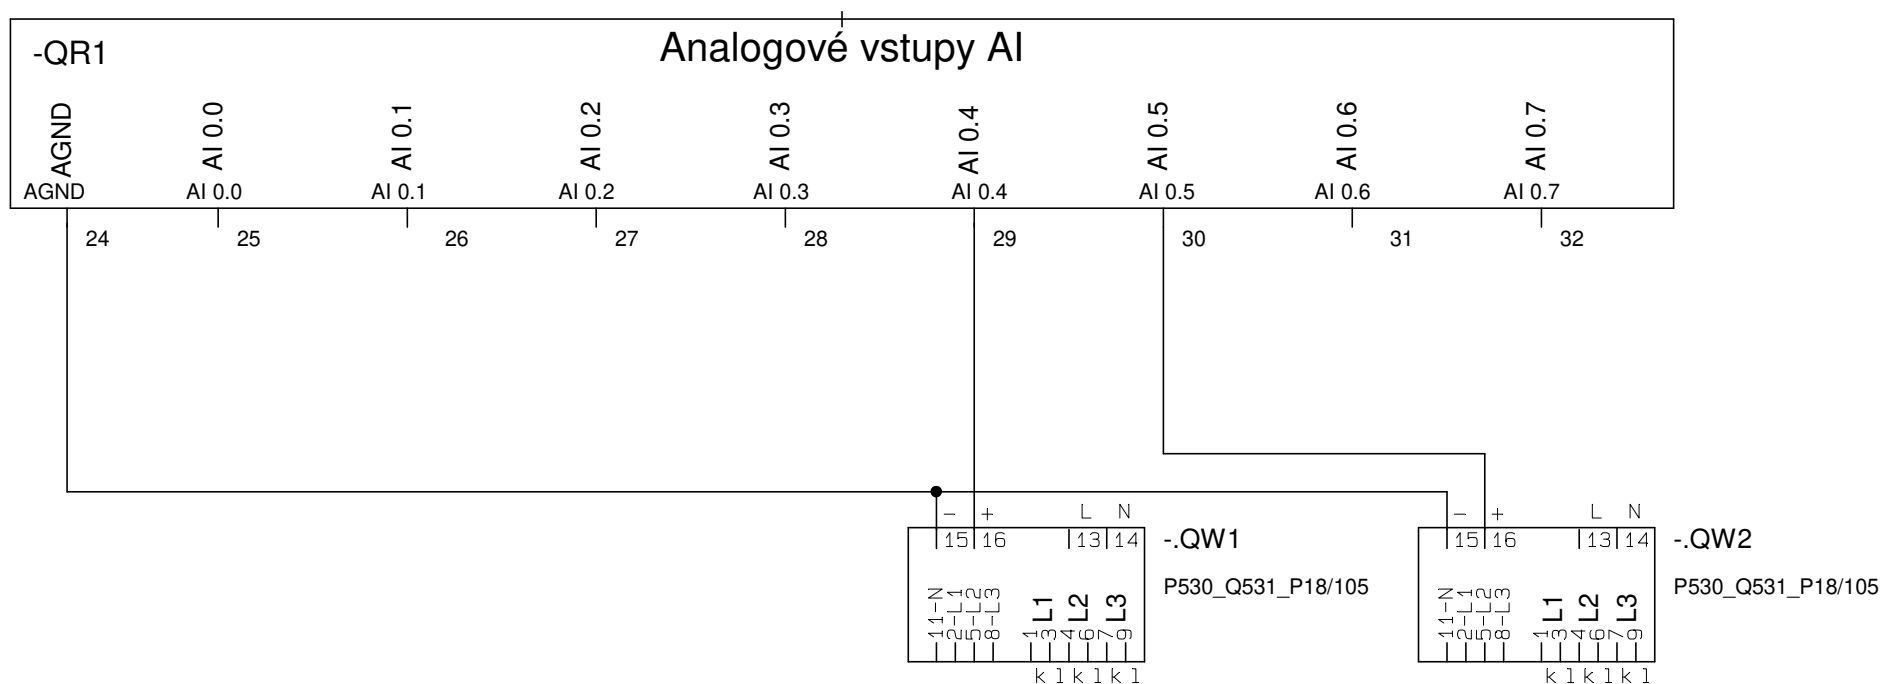 Analogové vstupy AI
-QR1
AGND AI 0.0 AI 0.1 AI 0.2 AI 0.3 AI 0.4 AI 0.5 AI 0.6 AI 0.7
AGND AI 0.0 AI 0.1 AI 0.2 AI 0.3 AI 0.4 AI 0.5 AI 0.6 AI 0.7
24 25 26 27 28 29 30 31 32
- + L N
15 16 13 14
-.QW1
P530_Q531_P18/105
11-N 2-L1 5-L2 8-L3 1 L1 3 4 L2 6 7 L3 9
k l k l k l
- + L N
15 16 13 14
-.QW2
P530_Q531_P18/105
11-N 2-L1 5-L2 8-L3 1 L1 3 4 L2 6 7 L3 9
k l k l k l